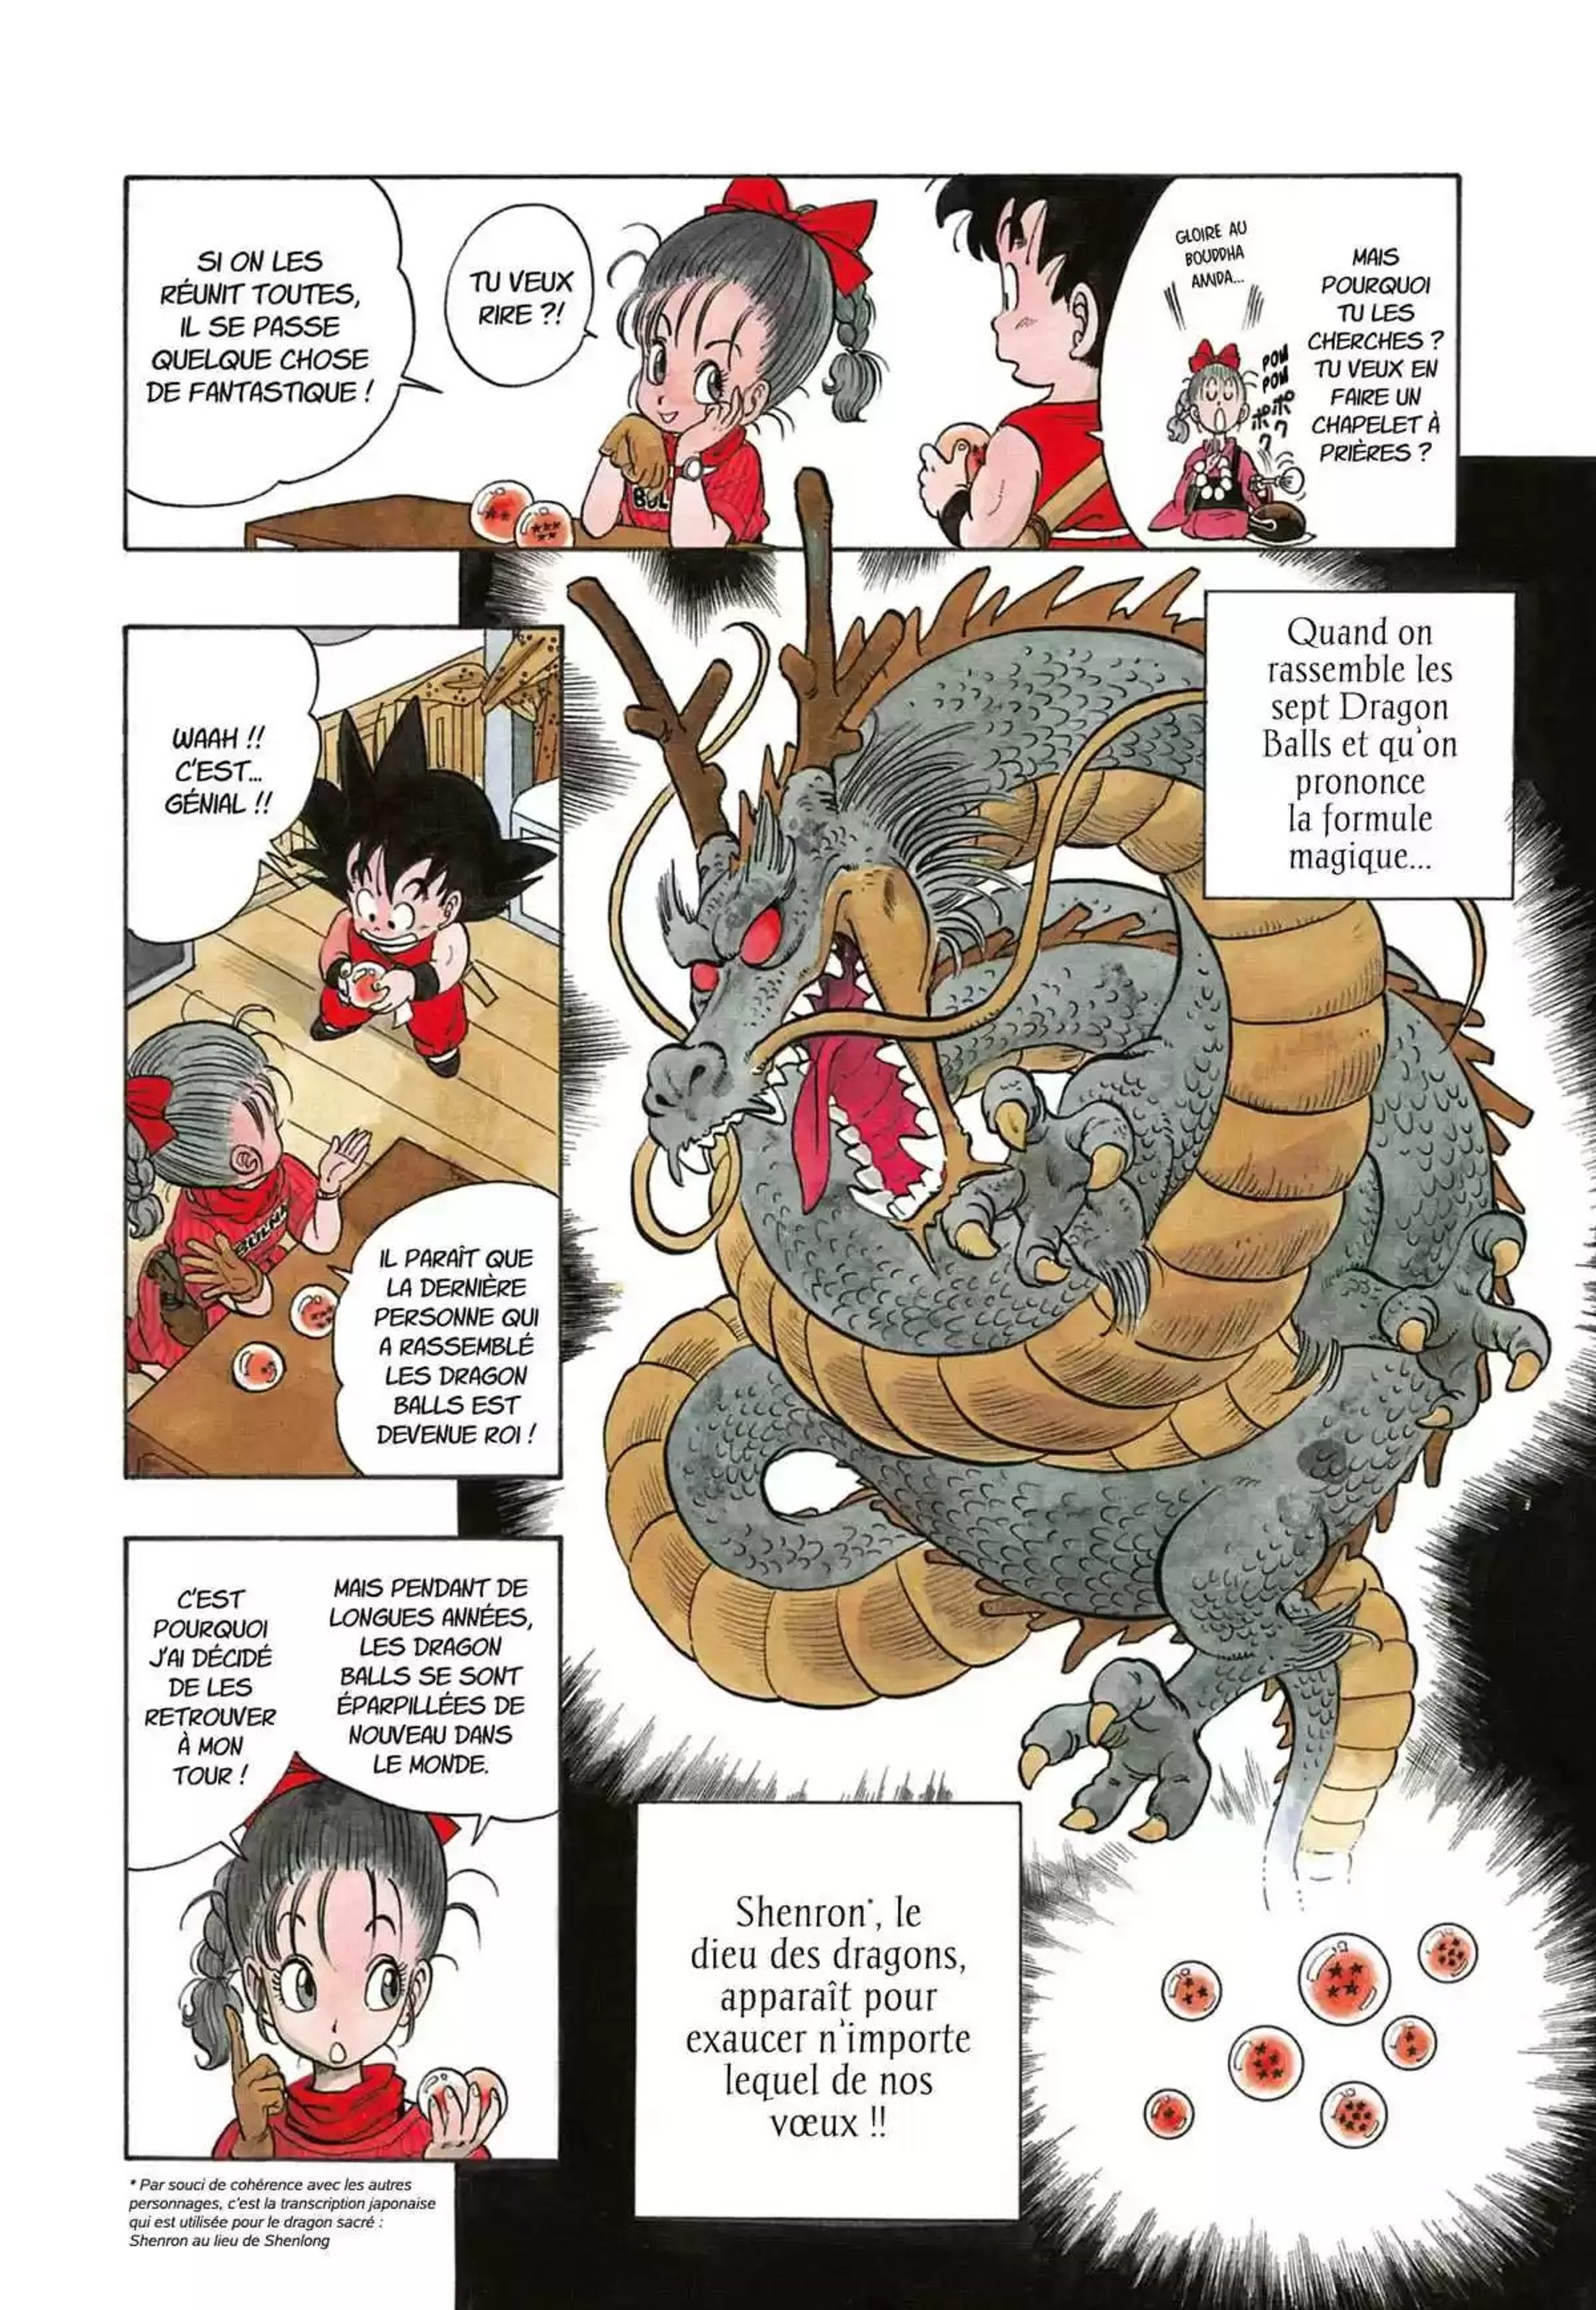 MAIS
POURQUOI
TU LES
CHERCHES ?
TU VEUX EN
FAIRE UN
CHAPELET À
PRIÈRES ?
GLOIRE AU
BOUDDHA
AMIDA...
POM
POM
ポポ
クク
TU VEUX
RIRE ?!
SI ON LES
RÉUNIT TOUTES,
IL SE PASSE
QUELQUE CHOSE
DE FANTASTIQUE !
BUL
Quand on
rassemble les
sept Dragon
Balls et qu'on
prononce
la formule
magique...
Shenron*, le
dieu des dragons,
apparaît pour
exaucer n'importe
lequel de nos
vœux !!
WAAH !!
C'EST...
GÉNIAL !!
BULMA
IL PARAÎT QUE
LA DERNIÈRE
PERSONNE QUI
A RASSEMBLÉ
LES DRAGON
BALLS EST
DEVENUE ROI !
MAIS PENDANT DE
LONGUES ANNÉES,
LES DRAGON
BALLS SE SONT
ÉPARPILLÉES DE
NOUVEAU DANS
LE MONDE.
C'EST
POURQUOI
J'AI DÉCIDÉ
DE LES
RETROUVER
À MON
TOUR !
* Par souci de cohérence avec les autres
personnages, c'est la transcription japonaise
qui est utilisée pour le dragon sacré :
Shenron au lieu de Shenlong